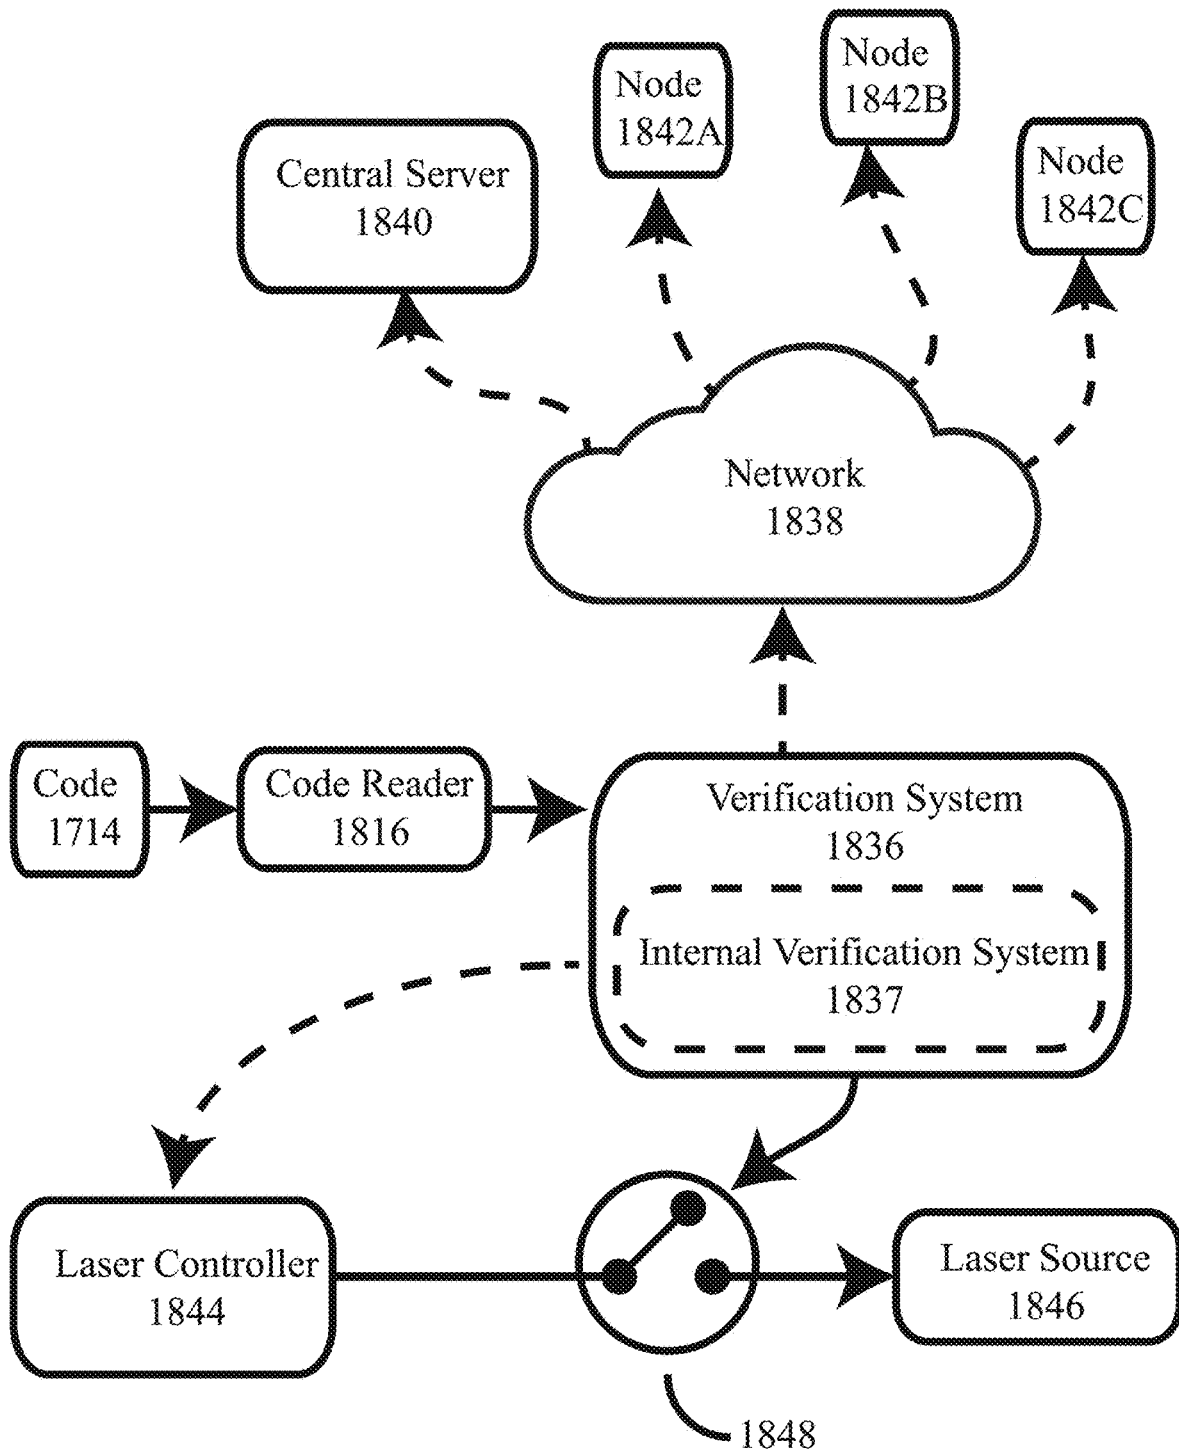 Node
1842B
Node
1842A
Node
1842C
Central Server
1840
Network
1838
Code
1714
Code Reader
1816
Verification System
1836
Internal Verification System
1837
Laser Controller
1844
Laser Source
1846
1848